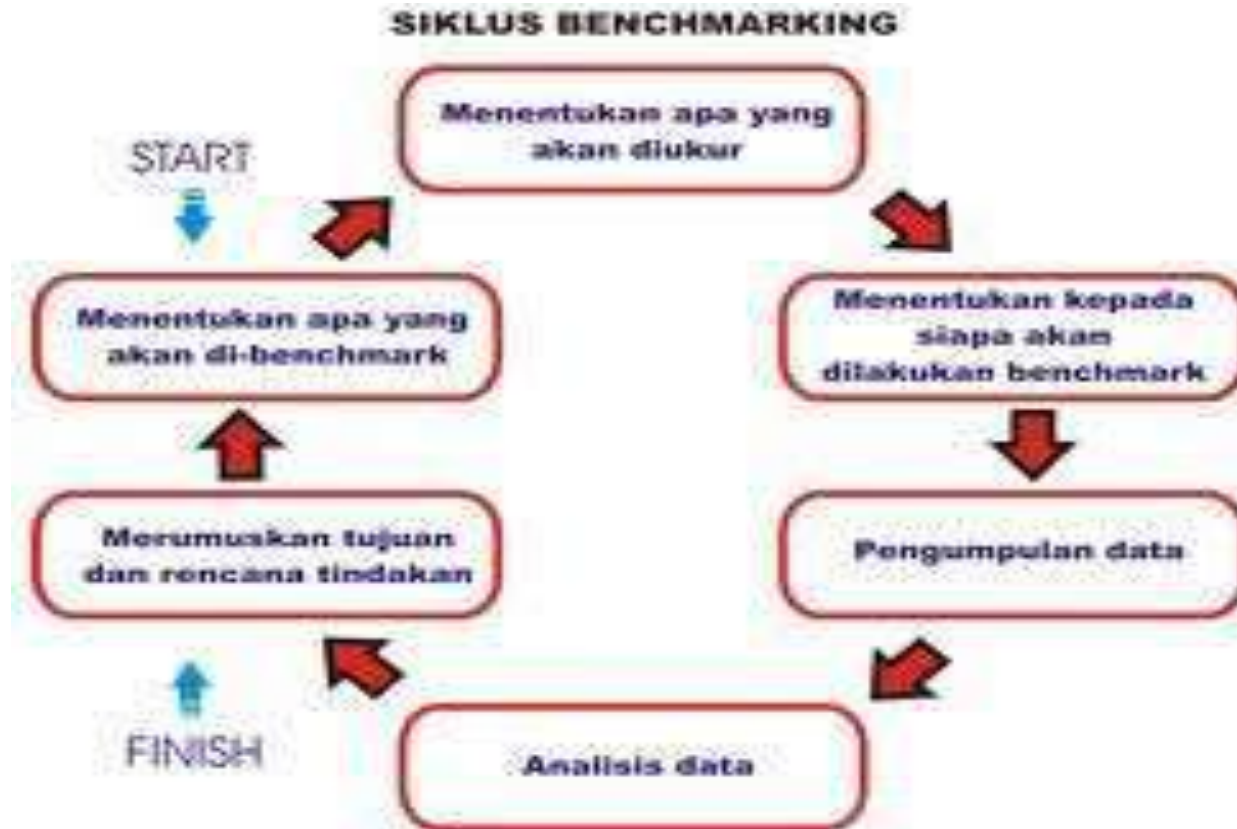 SIKLUS BENCHMARKING
START
Menentukan apa yang
akan di-benchmark
Menentukan apa yang
akan diukur
Menentukan kepada
siapa akan
dilakukan benchmark
Pengumpulan data
Analisis data
Merumuskan tujuan
dan rencana tindakan
FINISH